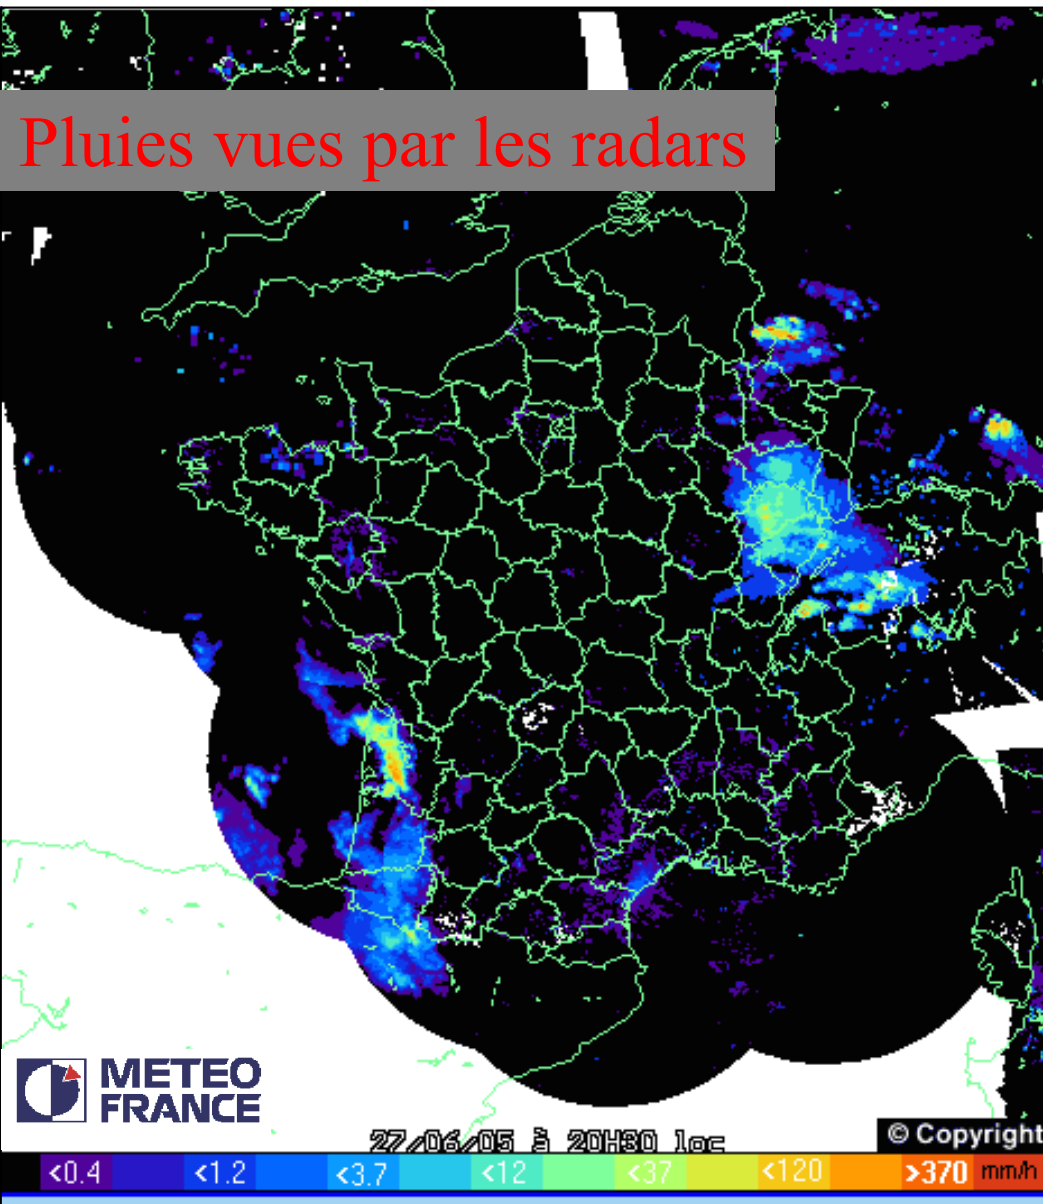 Pluies vues par les radars
METEO
FRANCE
27/06/05 à 20H30 loc
© Copyright
<0.4 <1.2 <3.7 <12 <37 <120 >370 mm/h